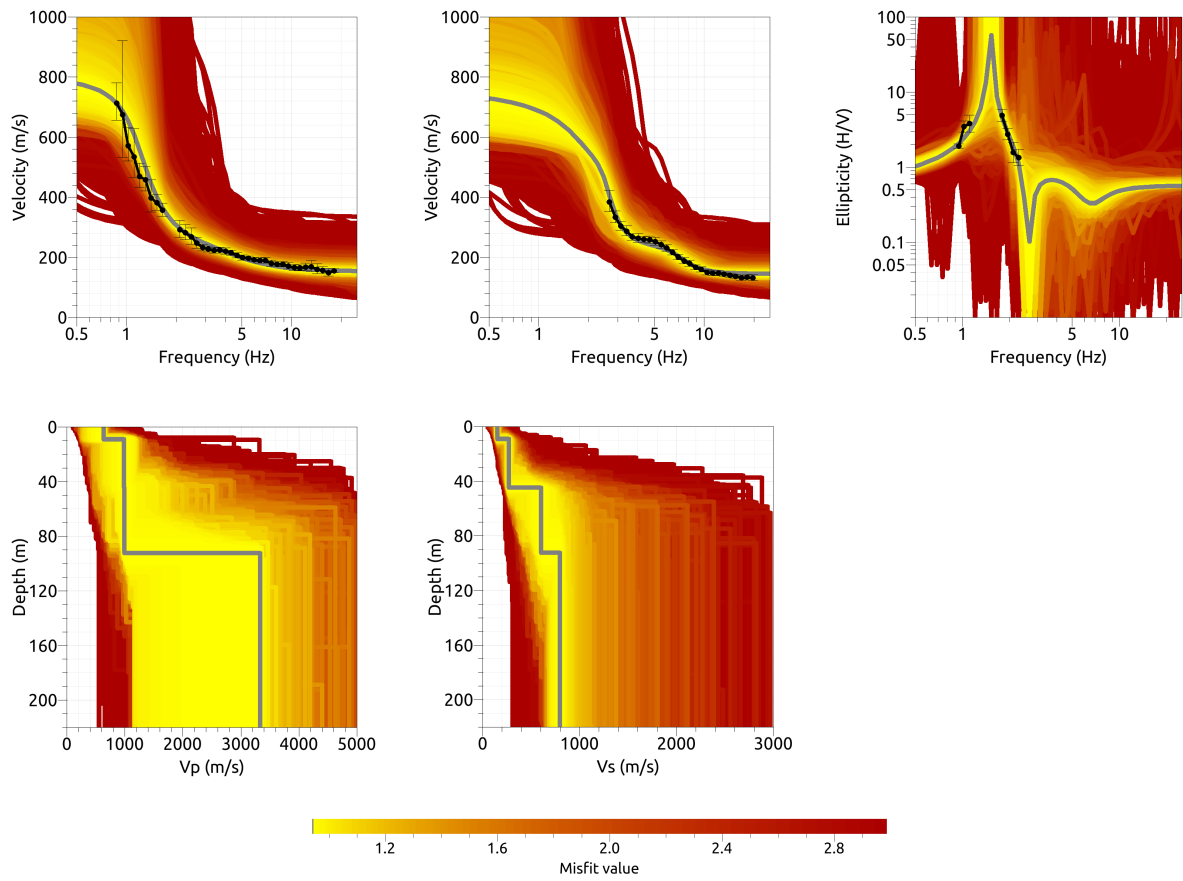 1000
800
600
400
200
0
Velocity (m/s)
0.5 1 5 10
Frequency (Hz)
1000
800
600
400
200
0
Velocity (m/s)
0.5 1 5 10
Frequency (Hz)
100
50
10
5
1
0.5
0.1
0.05
Ellipticity (H/V)
0.5 1 5 10
Frequency (Hz)
0
40
80
120
160
200
Depth (m)
0 1000 2000 3000 4000 5000
Vp (m/s)
0
40
80
120
160
200
Depth (m)
0 1000 2000 3000
Vs (m/s)
1.2 1.6 2.0 2.4 2.8
Misfit value